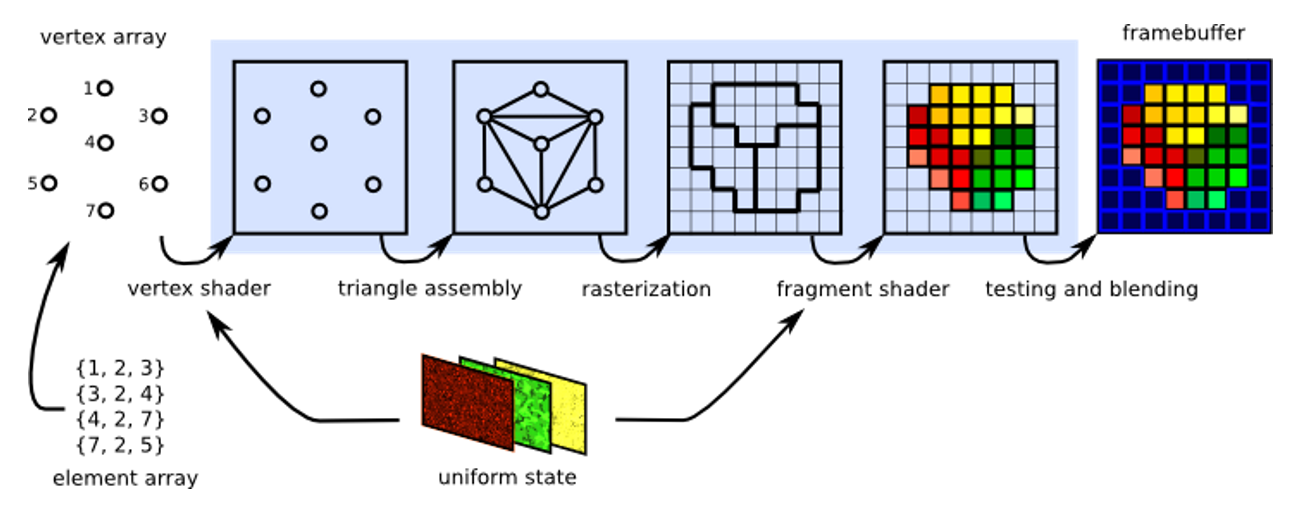 vertex array
framebuffer
1
2
3
4
5
6
7
vertex shader
triangle assembly
rasterization
fragment shader
testing and blending
{1, 2, 3}
{3, 2, 4}
{4, 2, 7}
{7, 2, 5}
element array
uniform state